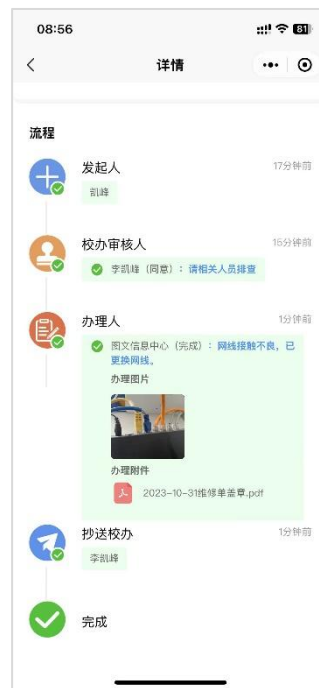 08:56
81
详情
流程
发起人
17分钟前
凯峰
校办审核人
15分钟前
李凯峰（同意）：请相关人员排查
办理人
1分钟前
图文信息中心（完成）：网线接触不良，已
更换网线。
办理图片
办理附件
2023-10-31维修单盖章.pdf
抄送校办
1分钟前
李凯峰
完成